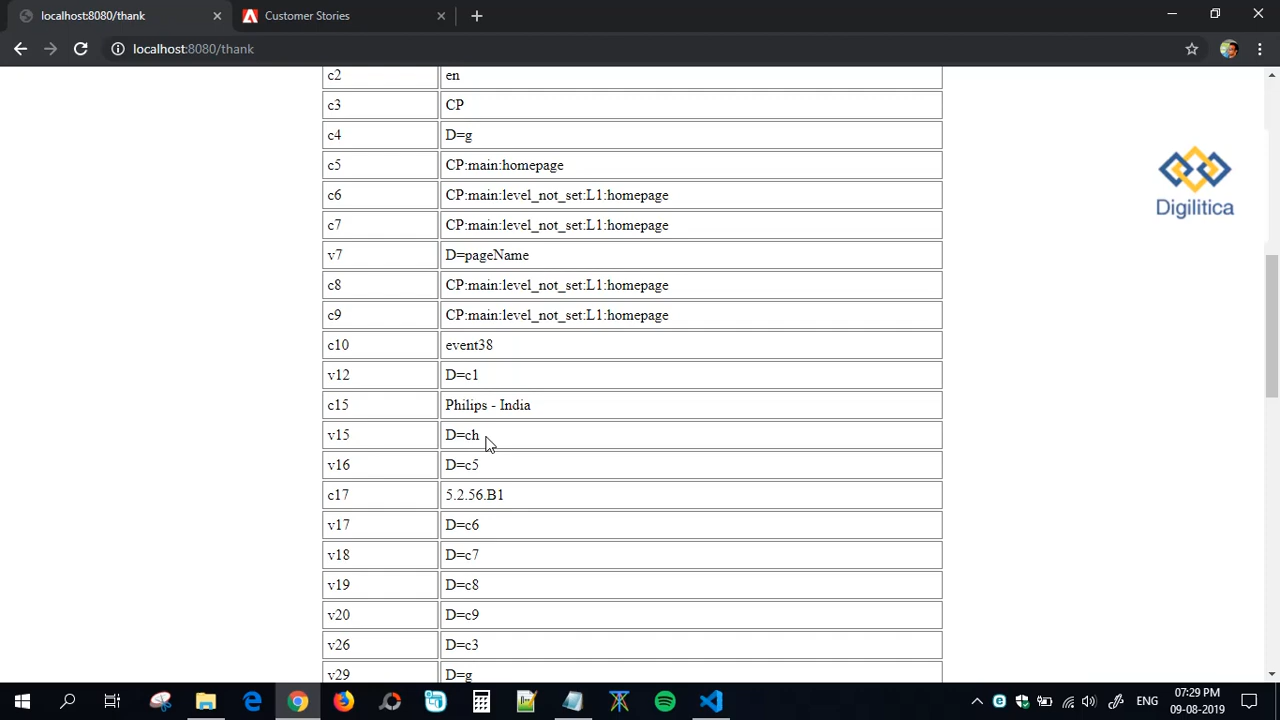 localhost:8080/thank
Customer Stories
localhost:8080/thank
c2 en
c3 CP
c4 D=g
c5 CP:main:homepage
c6 CP:main:level_not_set:L1:homepage
c7 CP:main:level_not_set:L1:homepage
v7 D=pageName
c8 CP:main:level_not_set:L1:homepage
c9 CP:main:level_not_set:L1:homepage
c10 event38
v12 D=c1
c15 Philips - India
v15 D=ch
v16 D=c5
c17 5.2.56.B1
v17 D=c6
v18 D=c7
v19 D=c8
v20 D=c9
v26 D=c3
v29 D=g
Digilitica
ENG
07:29 PM
09-08-2019